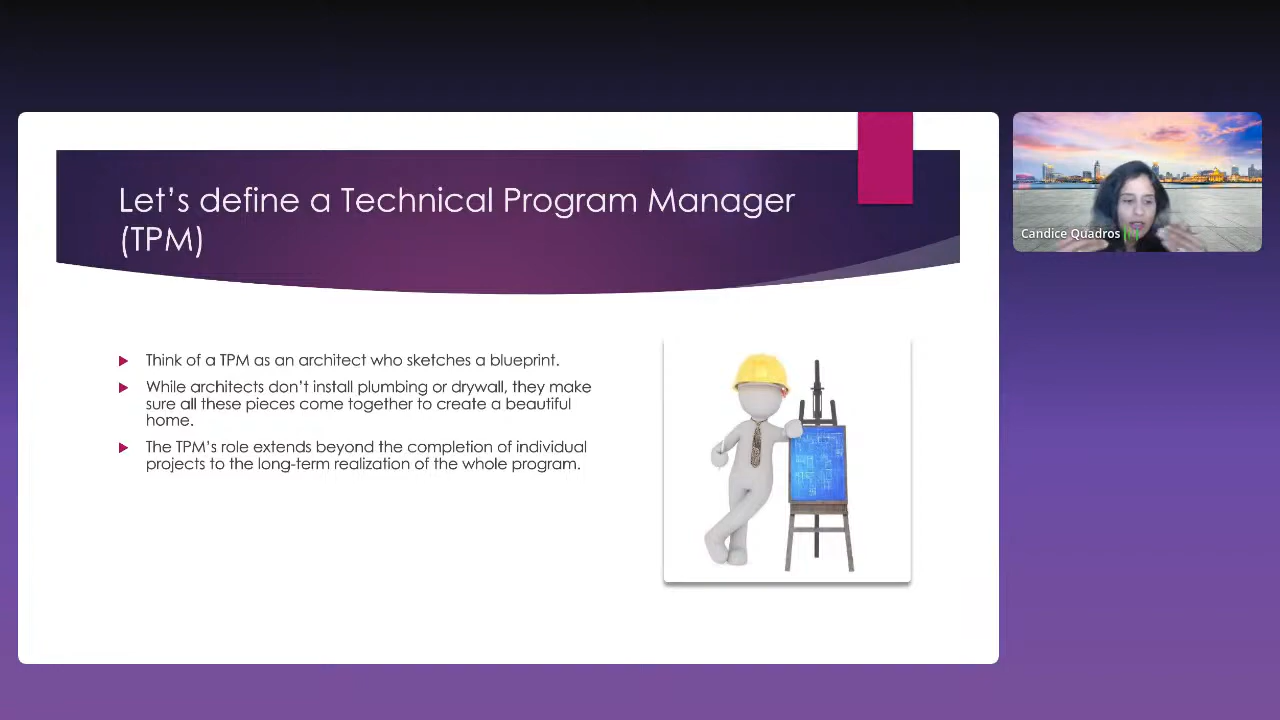 Let's define a Technical Program Manager
(TPM)
Think of a TPM as an architect who sketches a blueprint.
While architects don't install plumbing or drywall, they make
sure all these pieces come together to create a beautiful
home.
The TPM's role extends beyond the completion of individual
projects to the long-term realization of the whole program.
Candice Quadros